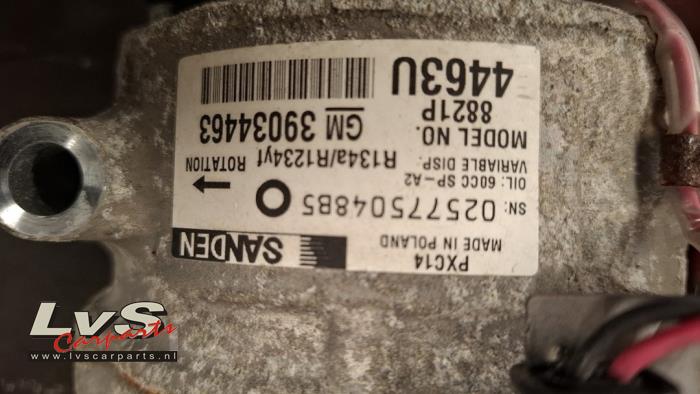 SANDEN
PXC14
MADE IN POLAND
SN: 025775048B5
OIL: 60CC SP-A2
VARIABLE DISP.
R134a/R1234yf
ROTATION
MODEL NO.
8821P
GM 39034463
4463U
LvS
Carparts
www.lvscarparts.nl